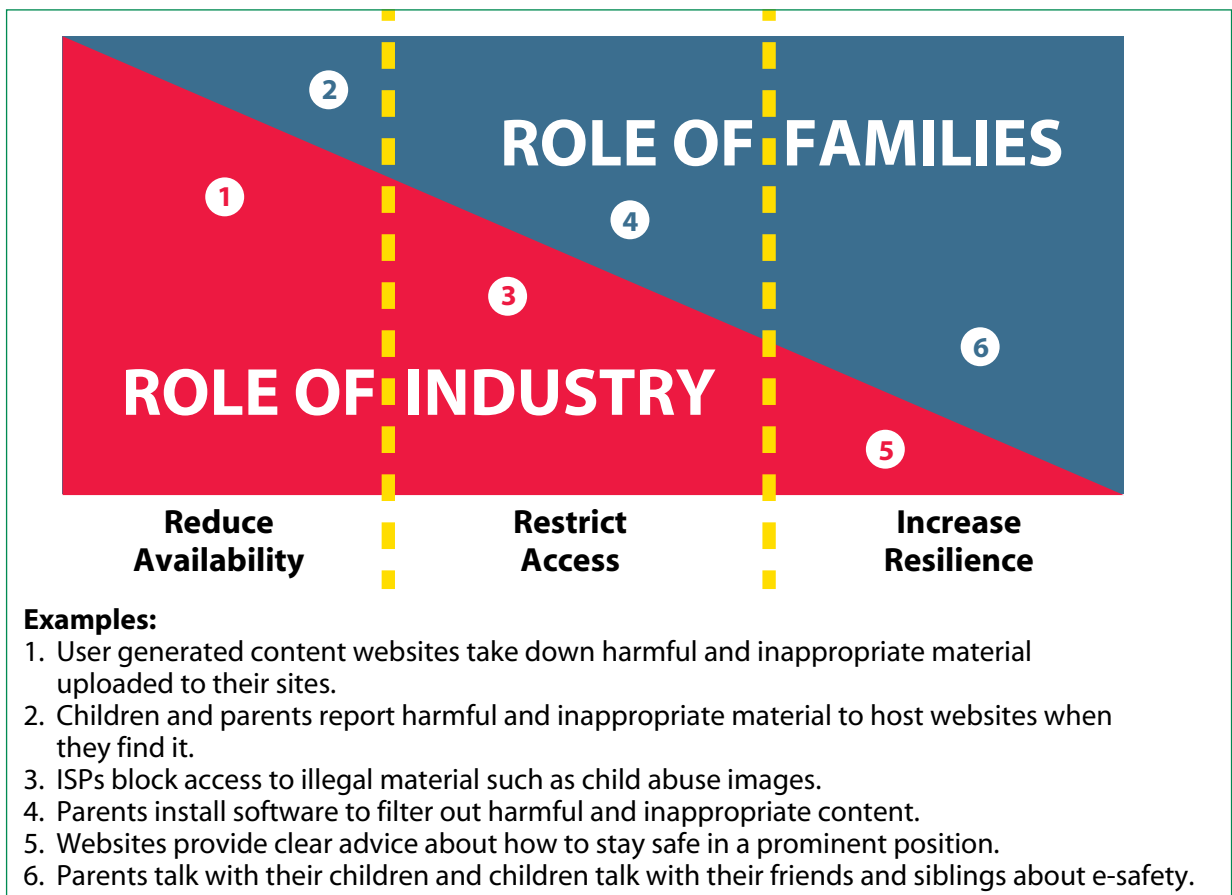 2
ROLE OF FAMILIES
1
4
3
6
ROLE OF INDUSTRY
5
Reduce
Availability
Restrict
Access
Increase
Resilience
Examples:
1. User generated content websites take down harmful and inappropriate material
uploaded to their sites.
2. Children and parents report harmful and inappropriate material to host websites when
they find it.
3. ISPs block access to illegal material such as child abuse images.
4. Parents install software to filter out harmful and inappropriate content.
5. Websites provide clear advice about how to stay safe in a prominent position.
6. Parents talk with their children and children talk with their friends and siblings about e-safety.